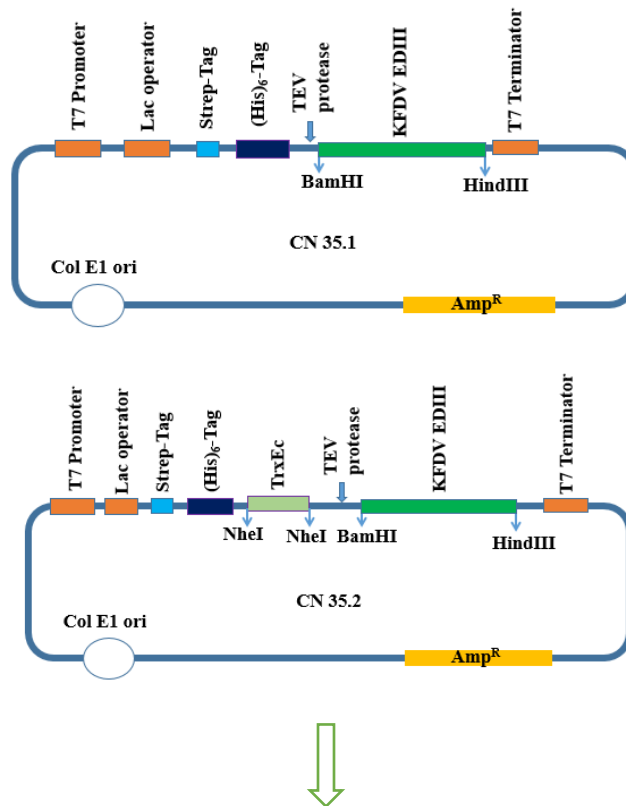 T7 Promoter
Lac operator
Strep-Tag
(His)6-Tag
TEV
protease
KFDV EDIII
T7 Terminator
BamHI
HindIII
CN 35.1
Col E1 ori
AmpR
T7 Promoter
Lac operator
Strep-Tag
(His)6-Tag
TrxEc
TEV
protease
KFDV EDIII
T7 Terminator
NheI
NheI
BamHI
HindIII
CN 35.2
Col E1 ori
AmpR